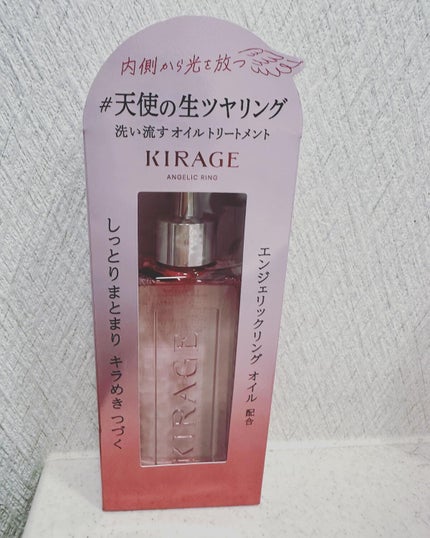 内側から光を放つ
#天使の生ツヤリング
洗い流すオイルトリートメント
KIRAGE
ANGELIC RING
エンジェリックリング オイル 配合
しっとりまとまり キラめき つづく
KIRAGE